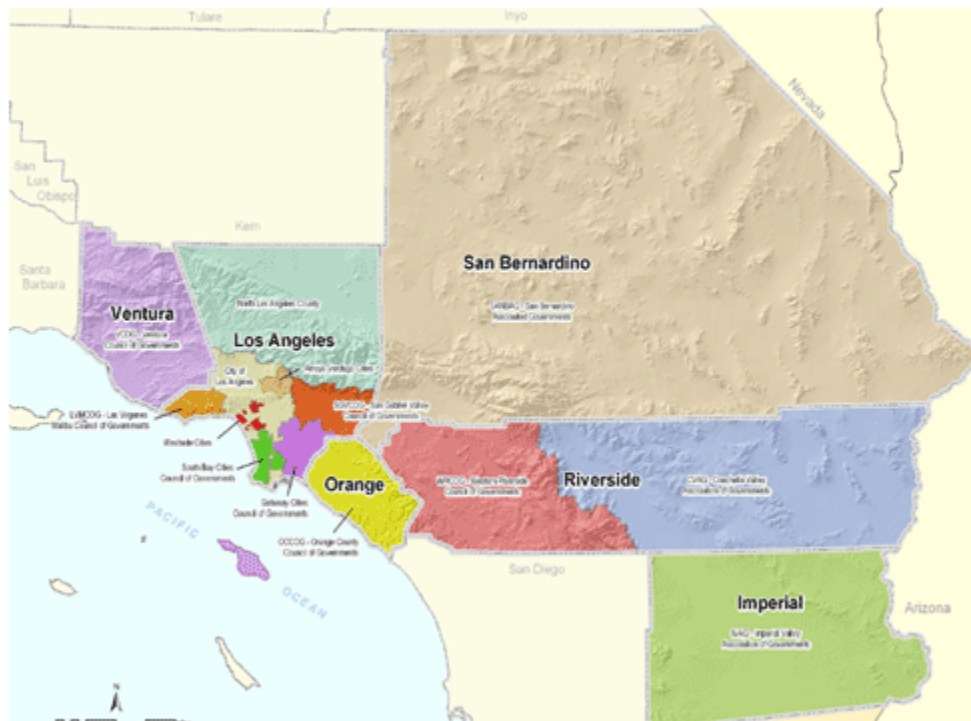 Tulare
Inyo
Nevada
San
Luis
Obispo
Kern
Santa
Barbara
San Bernardino
SANBAG - San Bernardino
Associated Governments
Ventura
VCOG - Ventura
Council of Governments
North Los Angeles County
Los Angeles
City of
Los Angeles
Arroyo Verdugo Cities
SGVCOG - San Gabriel Valley
Council of Governments
LVMCOG - Las Virgenes
Malibu Council of Governments
Westside Cities
South Bay Cities
Council of Governments
Gateway Cities
Council of Governments
Orange
OCCOG - Orange County
Council of Governments
WRCOG - Western Riverside
Council of Governments
Riverside
CVAG - Coachella Valley
Association of Governments
PACIFIC
OCEAN
San Diego
Imperial
IVAG - Imperial Valley
Association of Governments
Arizona
N